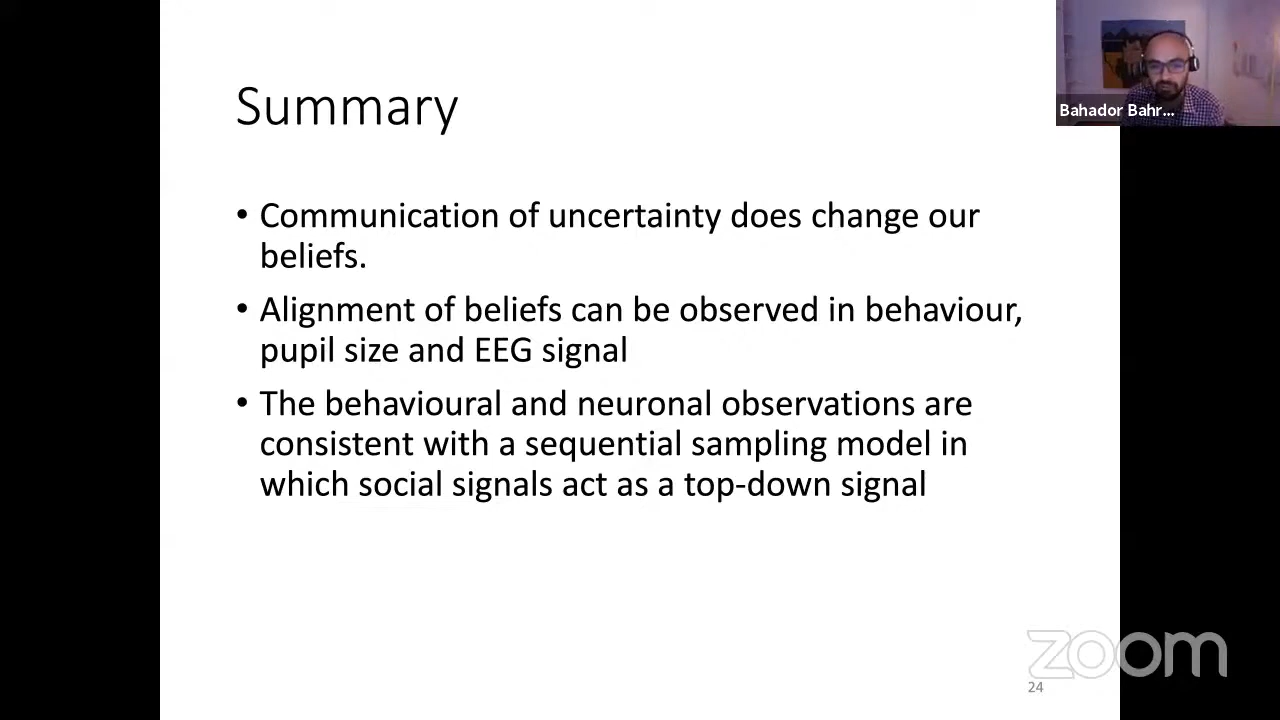 Summary
• Communication of uncertainty does change our
beliefs.
• Alignment of beliefs can be observed in behaviour,
pupil size and EEG signal
• The behavioural and neuronal observations are
consistent with a sequential sampling model in
which social signals act as a top-down signal
Bahador Bahr...
zoom
24